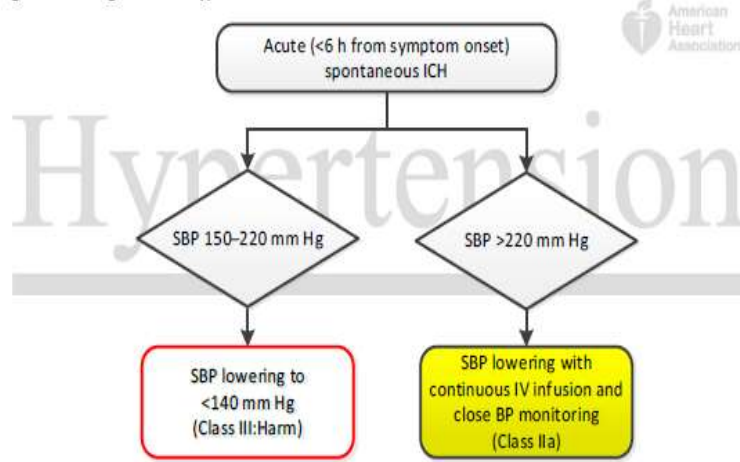 American
Heart
Association
Acute (<6 h from symptom onset)
spontaneous ICH
Hypertension
SBP 150–220 mm Hg
SBP >220 mm Hg
SBP lowering to
<140 mm Hg
(Class III:Harm)
SBP lowering with
continuous IV infusion and
close BP monitoring
(Class IIa)